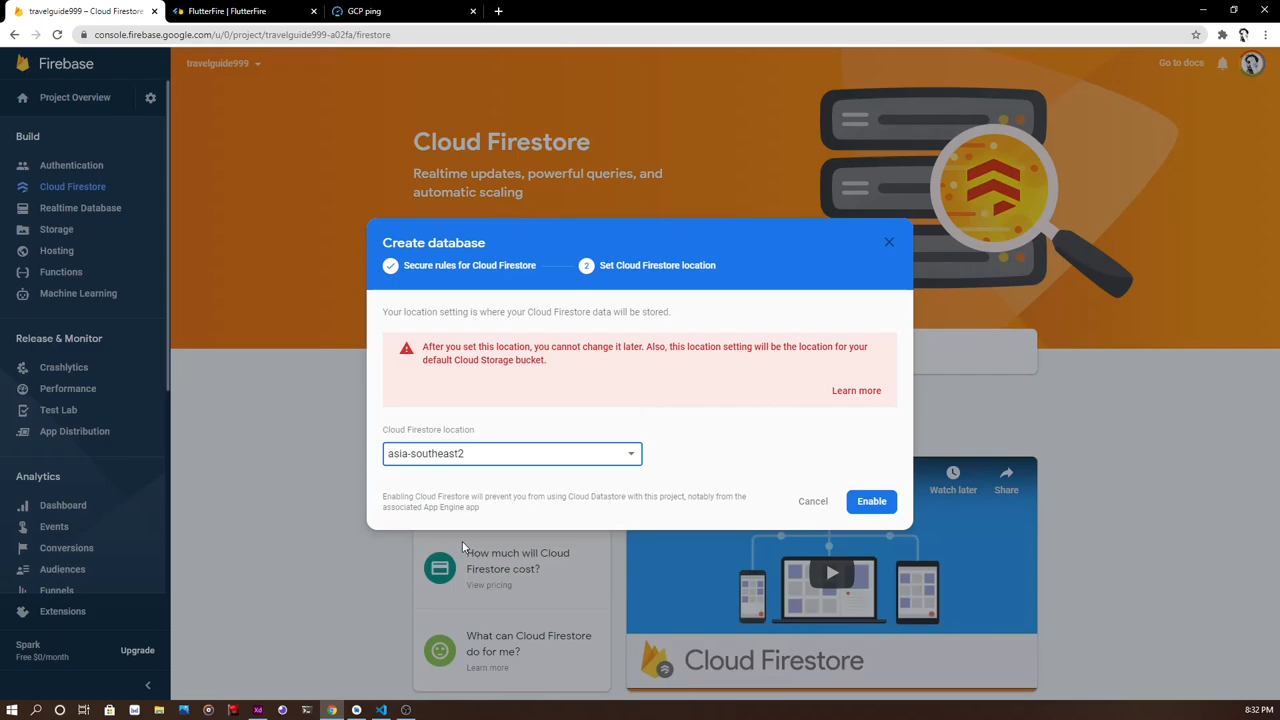 travelguide999 – Cloud Firestore
FlutterFire | FlutterFire
GCP ping
console.firebase.google.com/u/0/project/travelguide999-a02fa/firestore
Firebase
travelguide999
Go to docs
Project Overview
Build
Authentication
Cloud Firestore
Realtime Database
Storage
Hosting
Functions
Machine Learning
Release & Monitor
Crashlytics
Performance
Test Lab
App Distribution
Analytics
Dashboard
Events
Conversions
Audiences
Funnels
Extensions
Spark
Free $0/month
Upgrade
Cloud Firestore
Realtime updates, powerful queries, and
automatic scaling
Create database
Secure rules for Cloud Firestore
2 Set Cloud Firestore location
Your location setting is where your Cloud Firestore data will be stored.
After you set this location, you cannot change it later. Also, this location setting will be the location for your
default Cloud Storage bucket.
Learn more
Cloud Firestore location
asia-southeast2
Enabling Cloud Firestore will prevent you from using Cloud Datastore with this project, notably from the
associated App Engine app
Cancel
Enable
Watch later
Share
How much will Cloud
Firestore cost?
View pricing
What can Cloud Firestore
do for me?
Learn more
Cloud Firestore
Xd
8:32 PM